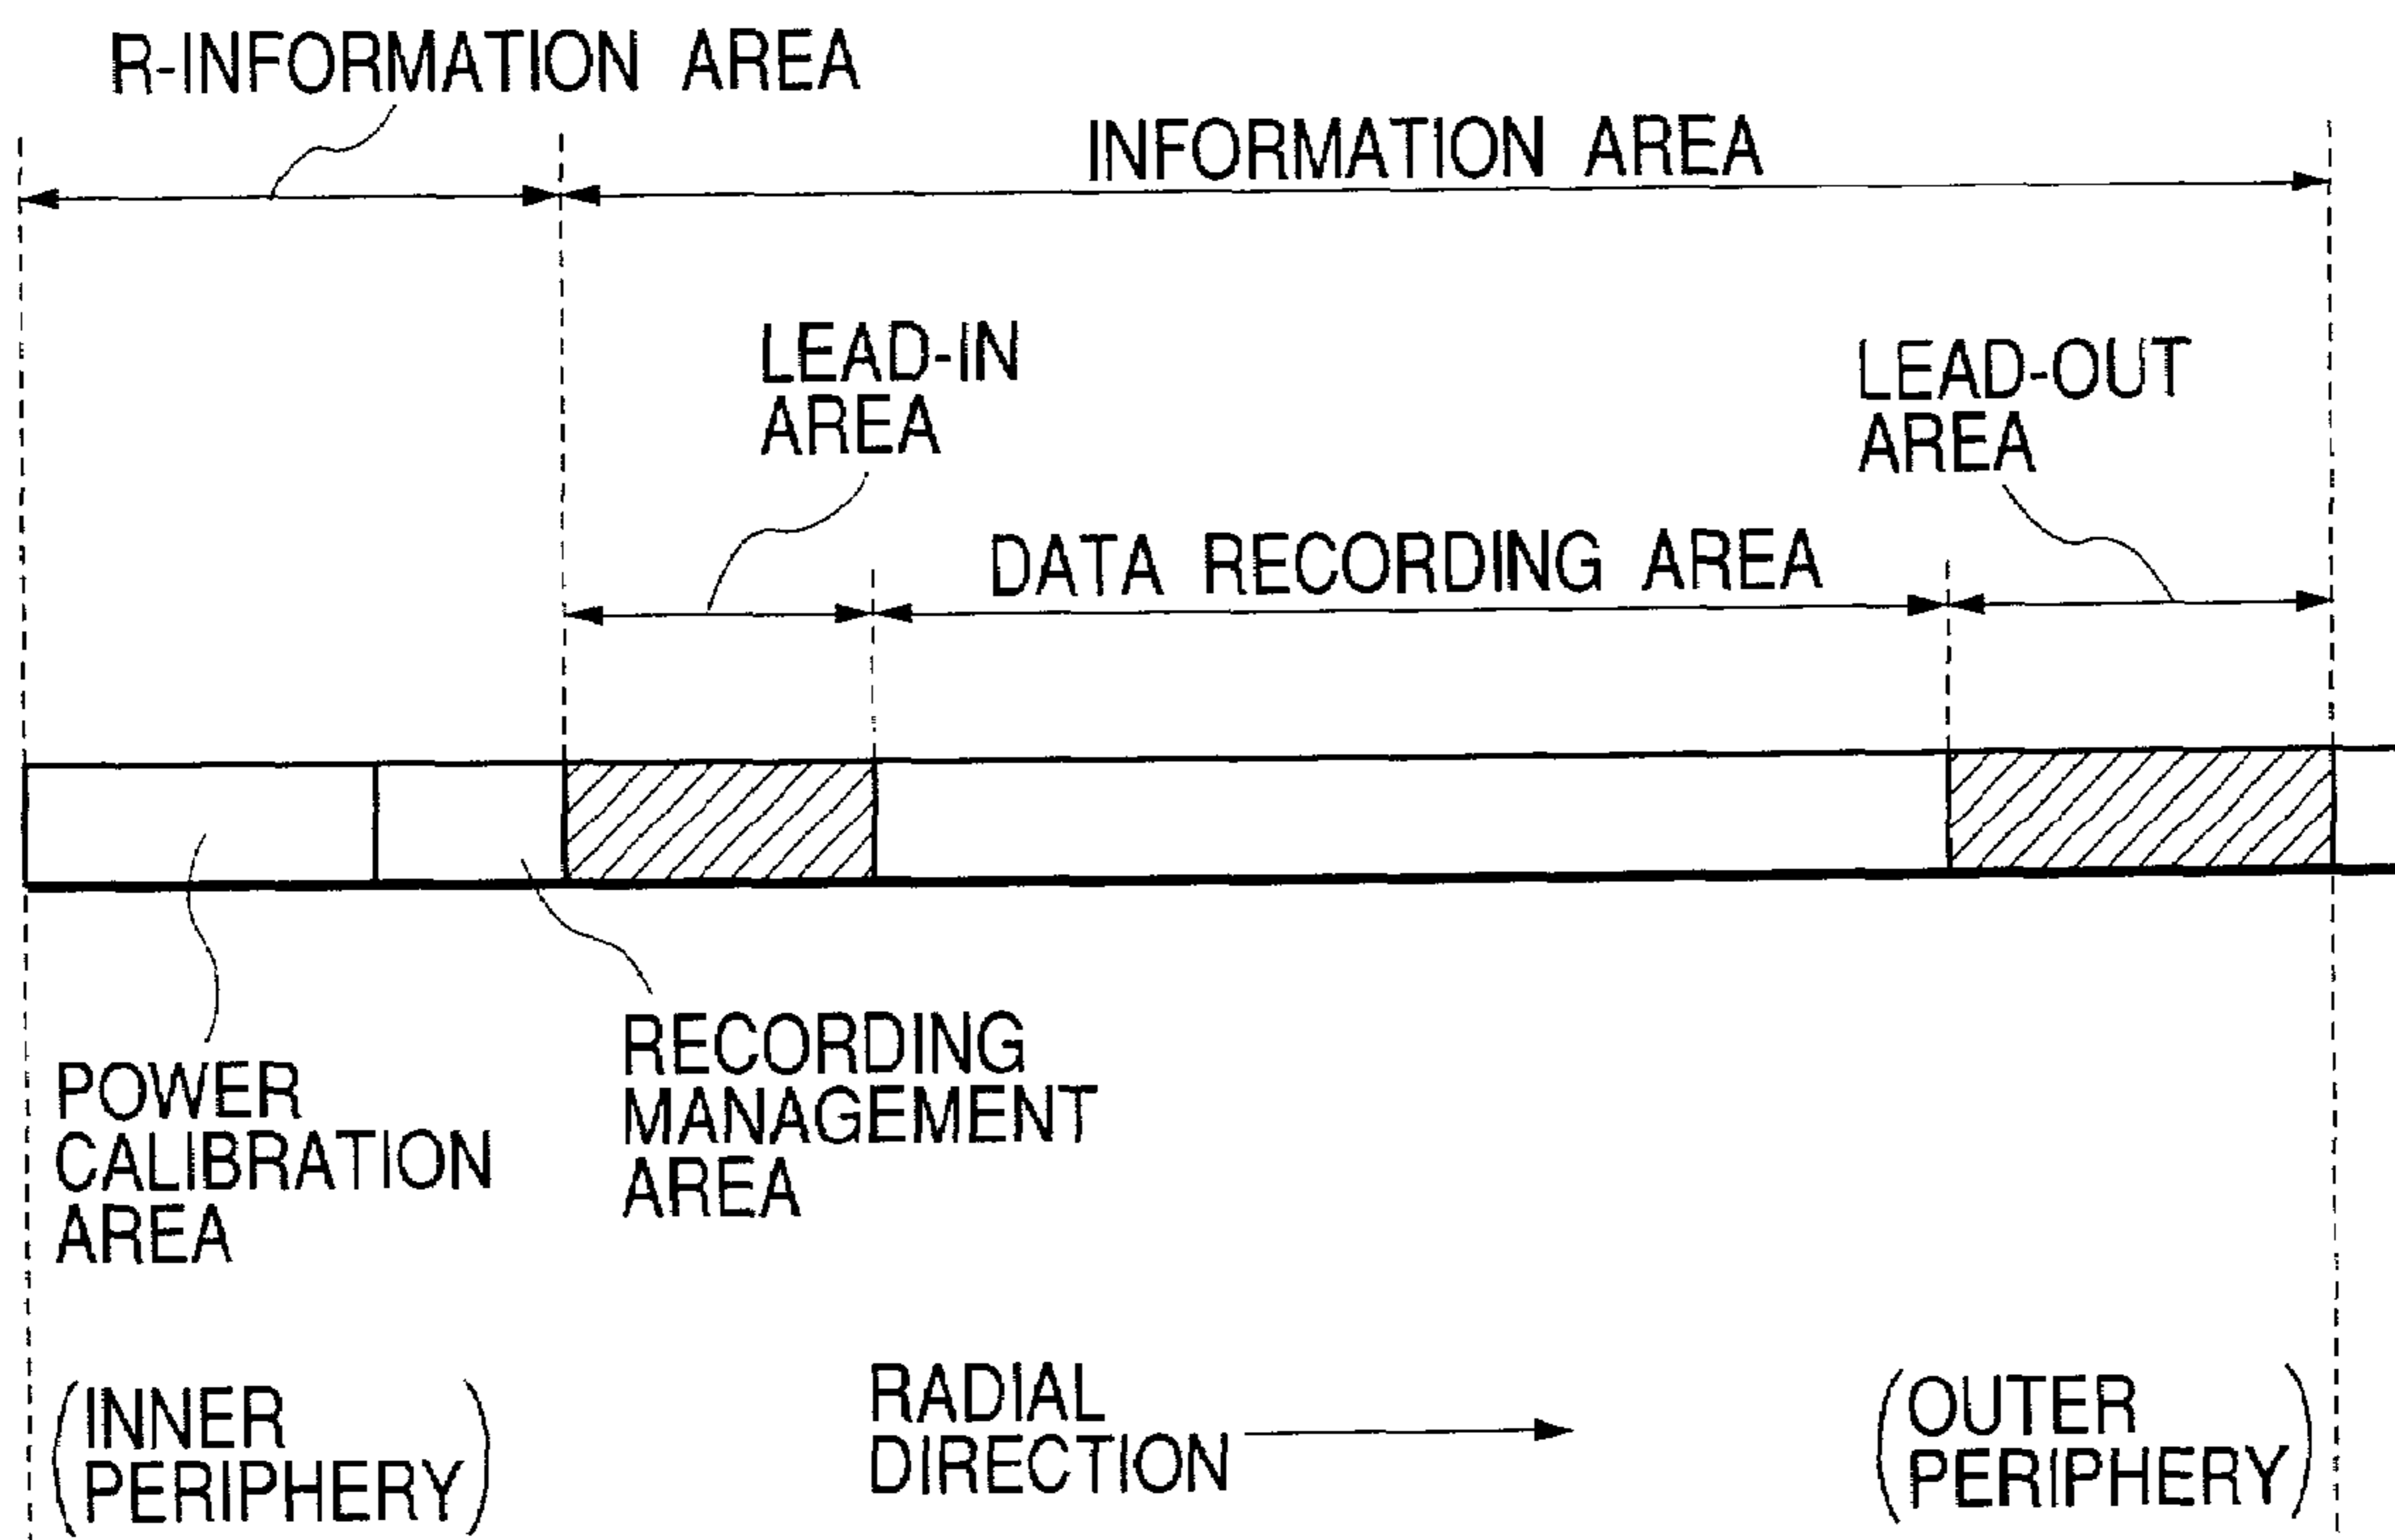 R-INFORMATION AREA
INFORMATION AREA
LEAD-IN
AREA
LEAD-OUT
AREA
DATA RECORDING AREA
POWER
CALIBRATION
AREA
RECORDING
MANAGEMENT
AREA
(INNER
PERIPHERY)
RADIAL
DIRECTION
(OUTER
PERIPHERY)